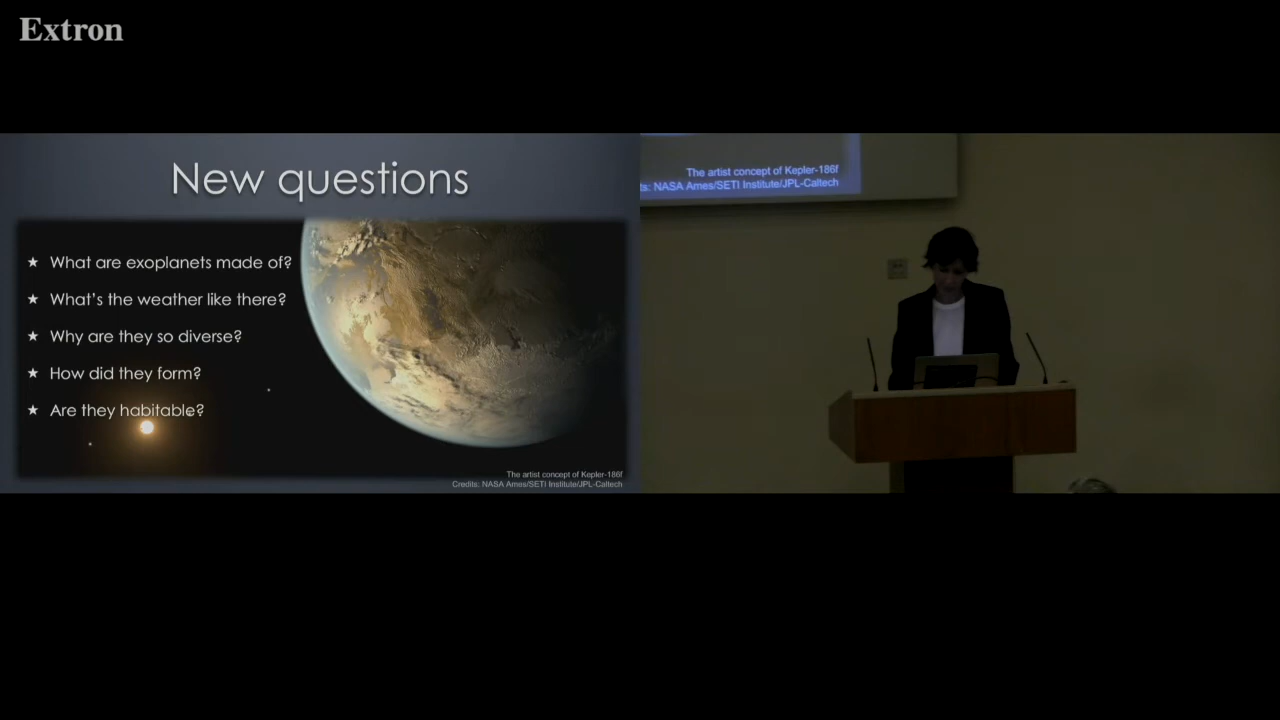 Extron
New questions
★ What are exoplanets made of?
★ What's the weather like there?
★ Why are they so diverse?
★ How did they form?
★ Are they habitable?
The artist concept of Kepler-186f
Credits: NASA Ames/SETI Institute/JPL-Caltech
The artist concept of Kepler-186f
ts: NASA Ames/SETI Institute/JPL-Caltech